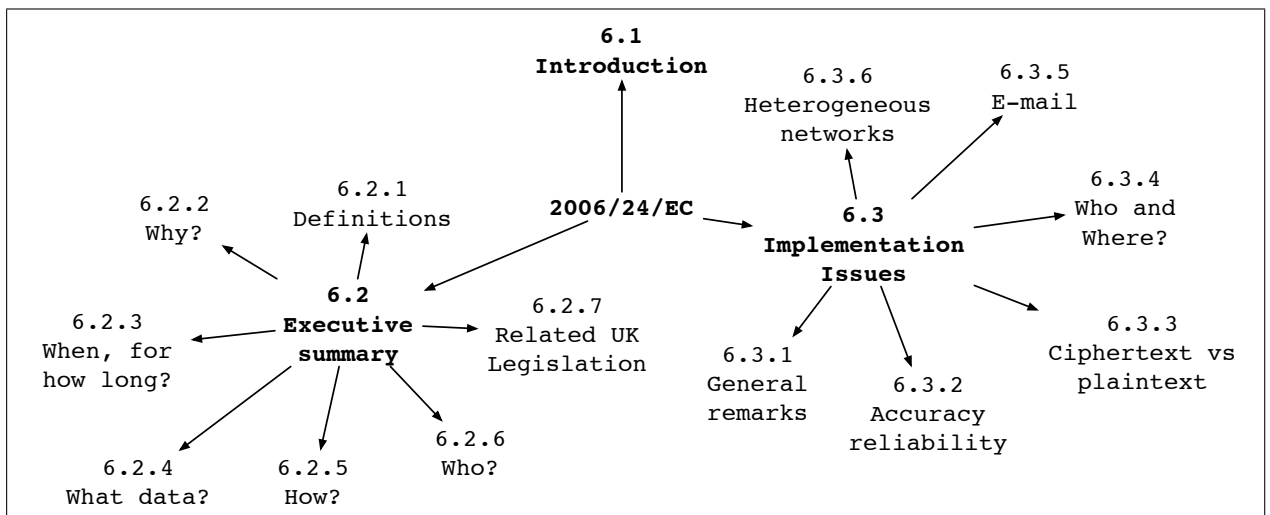 6.1
Introduction
6.3.6
Heterogeneous
networks
6.3.5
E-mail
2006/24/EC
6.2.2
Why?
6.2.1
Definitions
6.3
Implementation
Issues
6.3.4
Who and
Where?
6.2
Executive
summary
6.2.3
When, for
how long?
6.2.7
Related UK
Legislation
6.3.1
General
remarks
6.3.2
Accuracy
reliability
6.3.3
Ciphertext vs
plaintext
6.2.4
What data?
6.2.5
How?
6.2.6
Who?